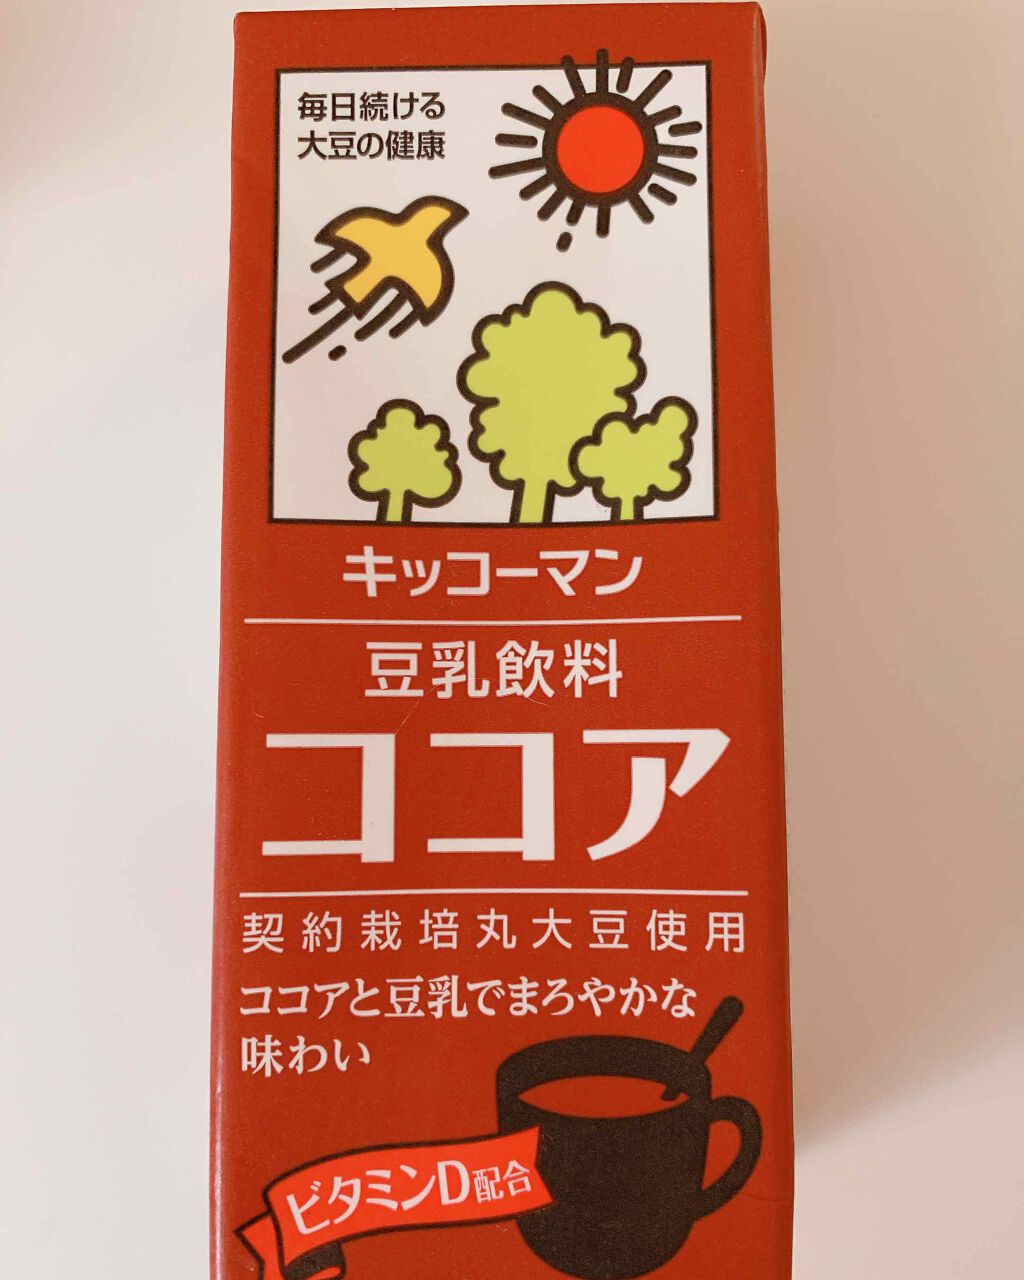 毎日続ける
大豆の健康
キッコーマン
豆乳飲料
ココア
契約栽培丸大豆使用
ココアと豆乳でまろやかな
味わい
ビタミンD配合